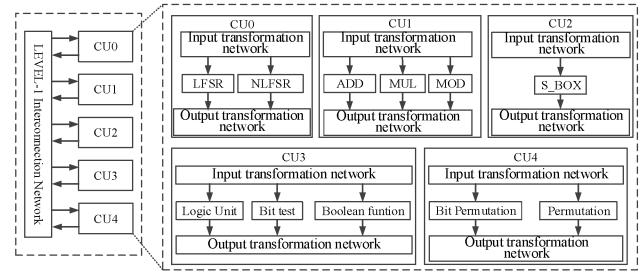 LEVEL-1 Interconnection Network
CU0
CU1
CU2
CU3
CU4
CU0
Input transformation
network
LFSR
NLFSR
Output transformation
network
CU1
Input transformation
network
ADD
MUL
MOD
Output transformation
network
CU2
Input transformation
network
S_BOX
Output transformation
network
CU3
Input transformation network
Logic Unit
Bit test
Boolean funtion
Output transformation network
CU4
Input transformation network
Bit Permutation
Permutation
Output transformation
network